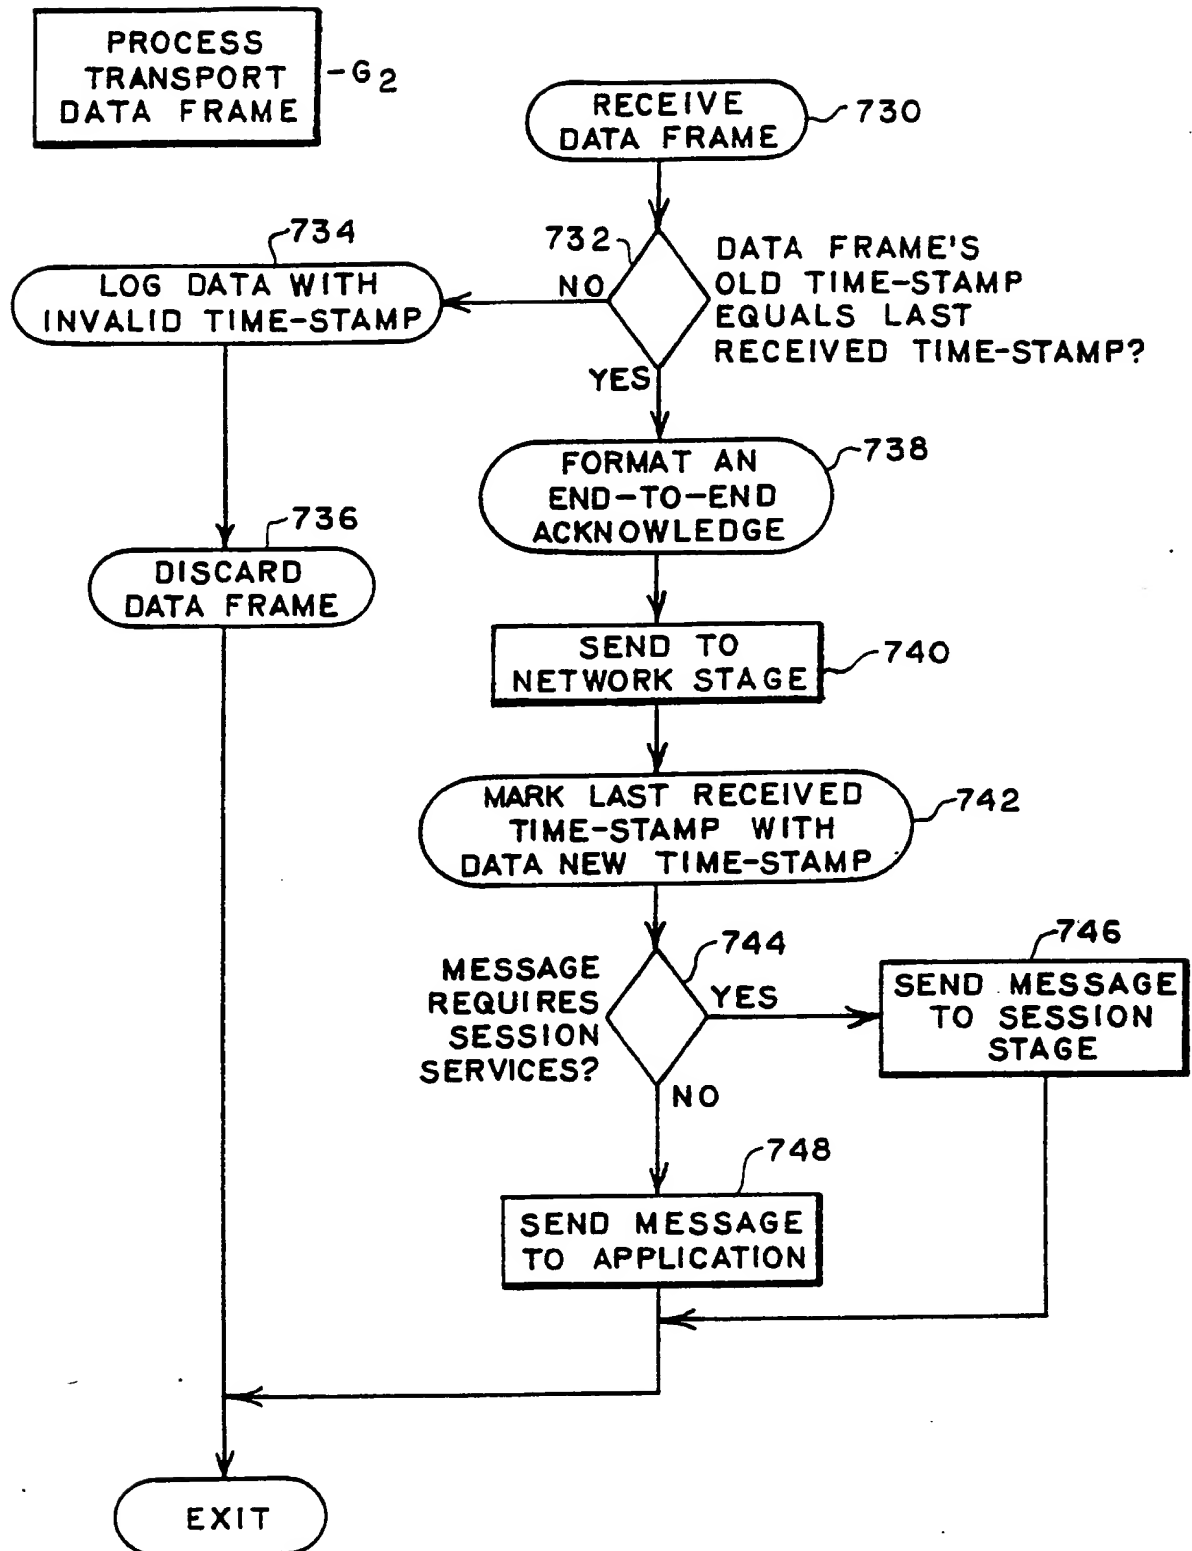 PROCESS
TRANSPORT
DATA FRAME
-G2
RECEIVE
DATA FRAME
730
734
LOG DATA WITH
INVALID TIME-STAMP
732
NO
DATA FRAME'S
OLD TIME-STAMP
EQUALS LAST
RECEIVED TIME-STAMP?
YES
738
FORMAT AN
END-TO-END
ACKNOWLEDGE
736
DISCARD
DATA FRAME
SEND TO
NETWORK STAGE
740
MARK LAST RECEIVED
TIME-STAMP WITH
DATA NEW TIME-STAMP
742
744
MESSAGE
REQUIRES
SESSION
SERVICES?
YES
746
SEND MESSAGE
TO SESSION
STAGE
NO
748
SEND MESSAGE
TO APPLICATION
EXIT